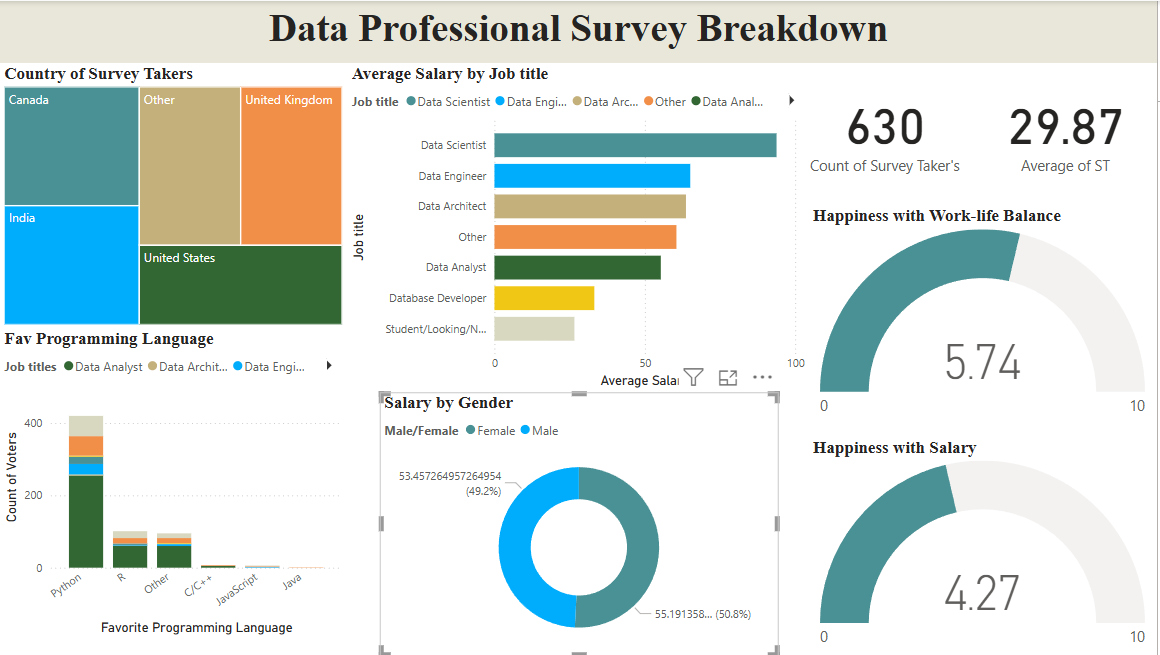 Data Professional Survey Breakdown
Country of Survey Takers
Canada
Other
United Kingdom
India
United States
Average Salary by Job title
Job title Data Scientist Data Engi... Data Arc... Other Data Anal...
Job title
Data Scientist
Data Engineer
Data Architect
Other
Data Analyst
Database Developer
Student/Looking/N...
0 50 100
Average Salar
630
Count of Survey Taker's
29.87
Average of ST
Happiness with Work-life Balance
5.74
0 10
Fav Programming Language
Job titles Data Analyst Data Archit... Data Engi...
Count of Voters
400
200
0
Python R Other C/C++ JavaScript Java
Favorite Programming Language
Salary by Gender
Male/Female Female Male
53.457264957264954
(49.2%)
55.191358... (50.8%)
Happiness with Salary
4.27
0 10